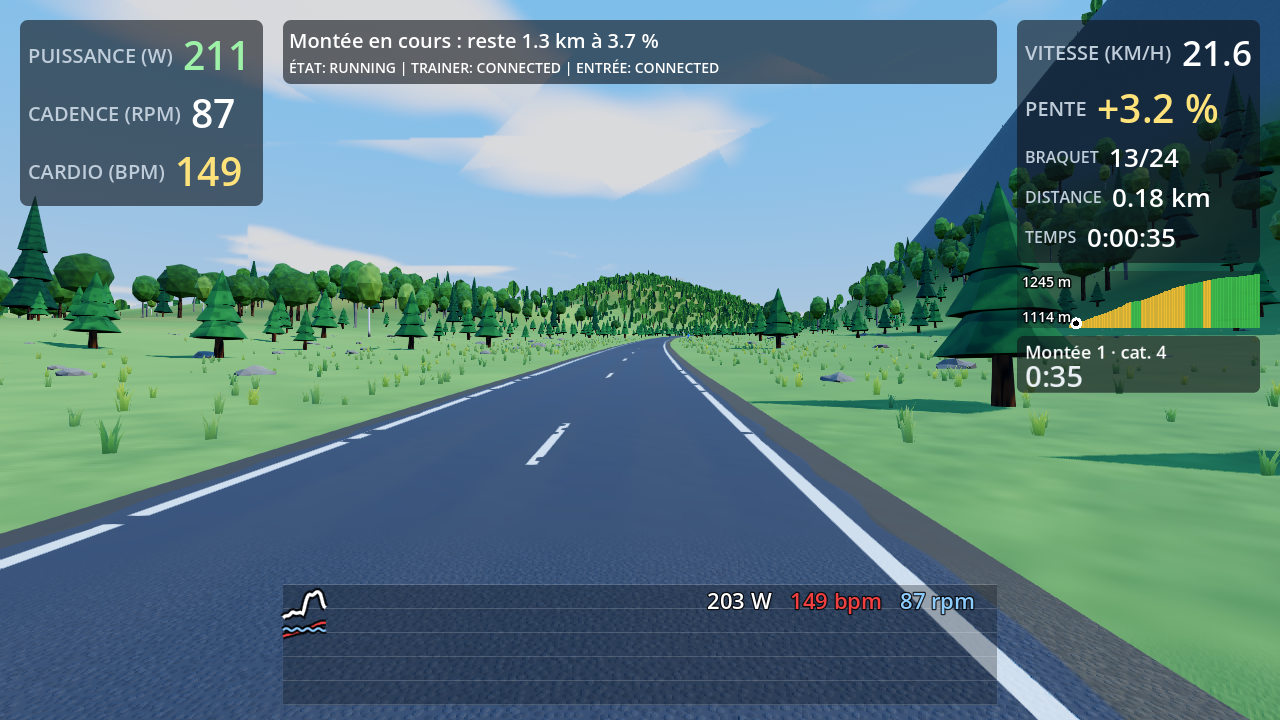 PUISSANCE (W) 211
CADENCE (RPM) 87
CARDIO (BPM) 149
Montée en cours : reste 1.3 km à 3.7 %
ÉTAT: RUNNING | TRAINER: CONNECTED | ENTRÉE: CONNECTED
VITESSE (KM/H) 21.6
PENTE +3.2 %
BRAQUET 13/24
DISTANCE 0.18 km
TEMPS 0:00:35
1245 m
1114 m
Montée 1 · cat. 4
0:35
203 W 149 bpm 87 rpm